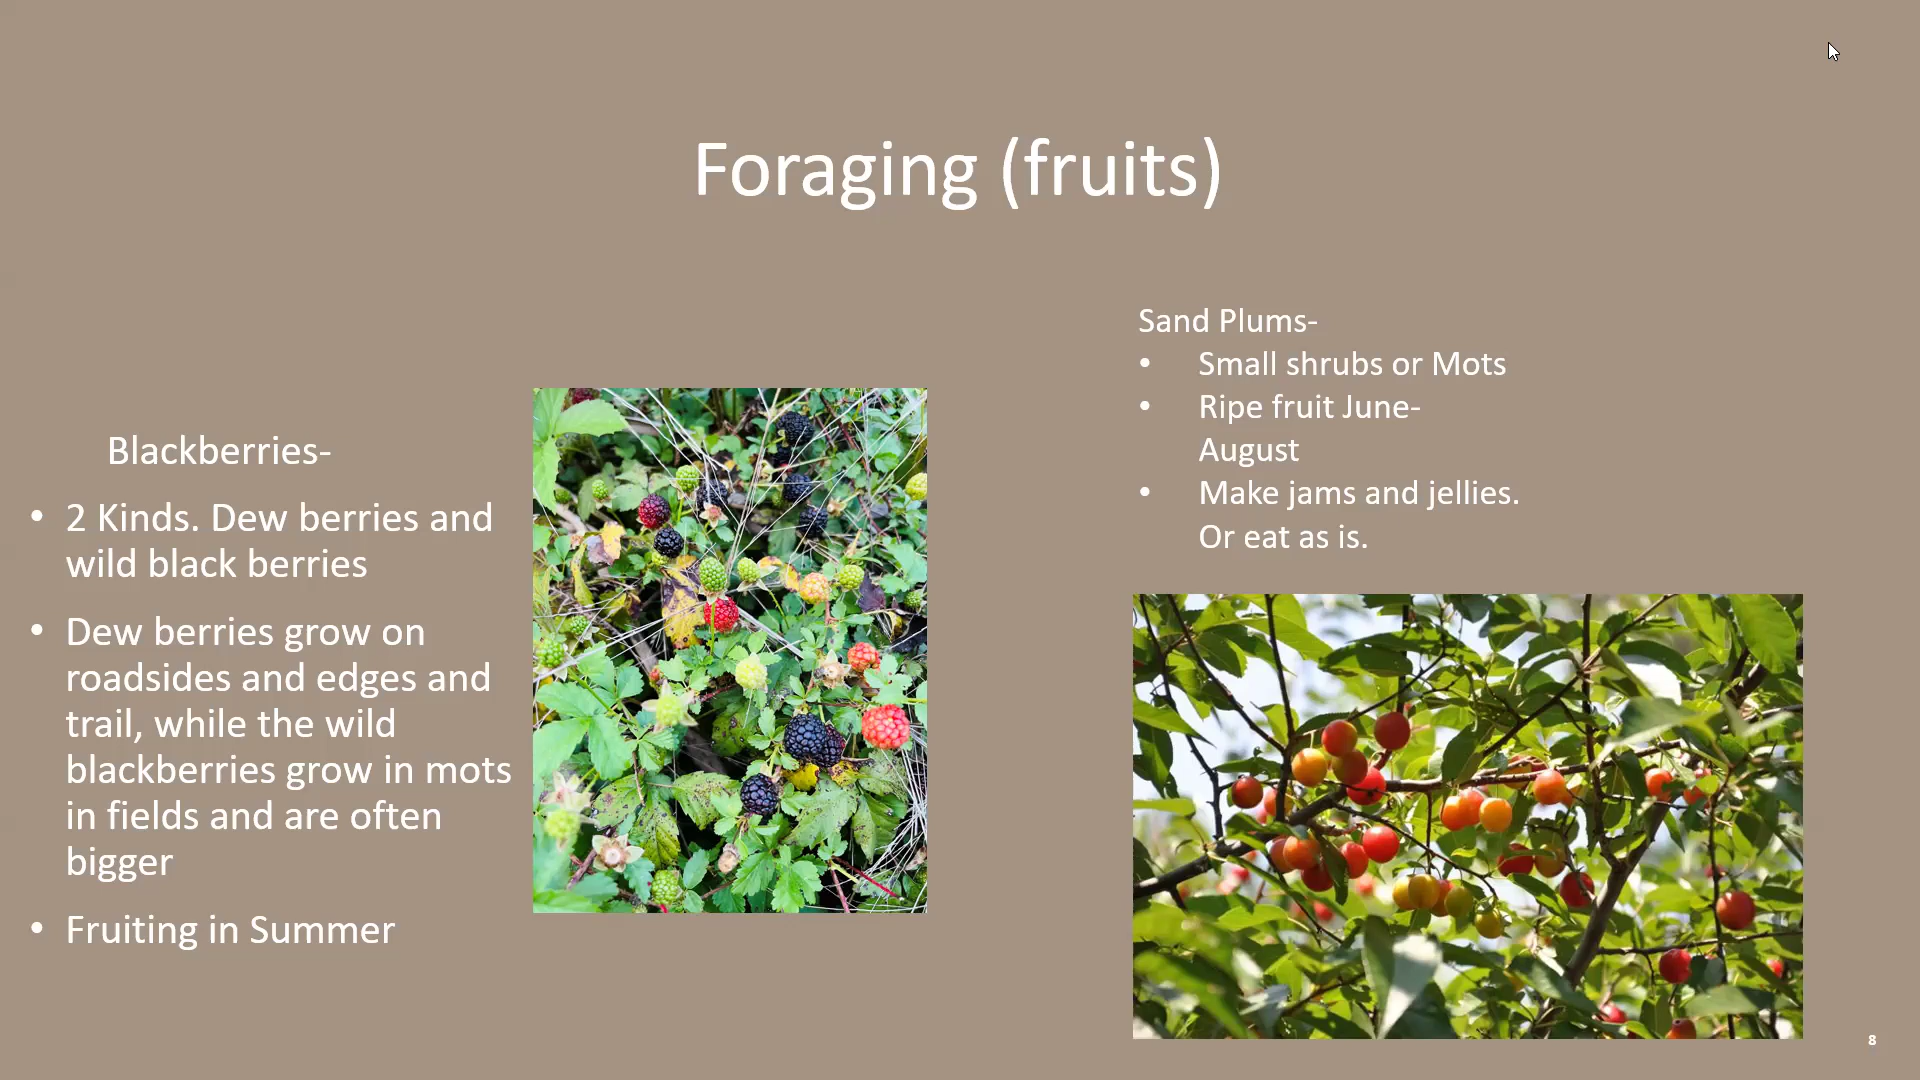 Foraging (fruits)
Blackberries-
• 2 Kinds. Dew berries and
wild black berries
• Dew berries grow on
roadsides and edges and
trail, while the wild
blackberries grow in mots
in fields and are often
bigger
• Fruiting in Summer
Sand Plums-
• Small shrubs or Mots
• Ripe fruit June-
August
• Make jams and jellies.
Or eat as is.
8